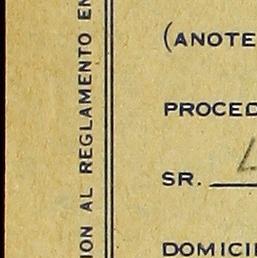 ION AL REGLAMENTO EN
(ANOTE
PROCED
SR.
DOMICI